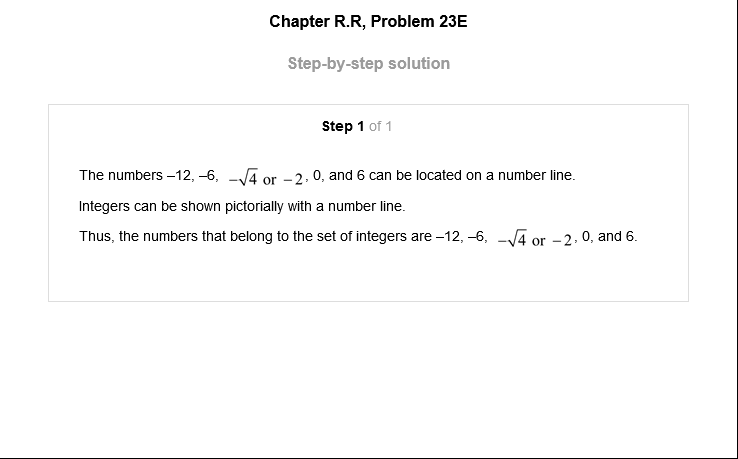 Chapter R.R, Problem 23E
Step-by-step solution
Step 1 of 1
The numbers –12, –6, −√4 or −2, 0, and 6 can be located on a number line.
Integers can be shown pictorially with a number line.
Thus, the numbers that belong to the set of integers are –12, –6, −√4 or −2, 0, and 6.